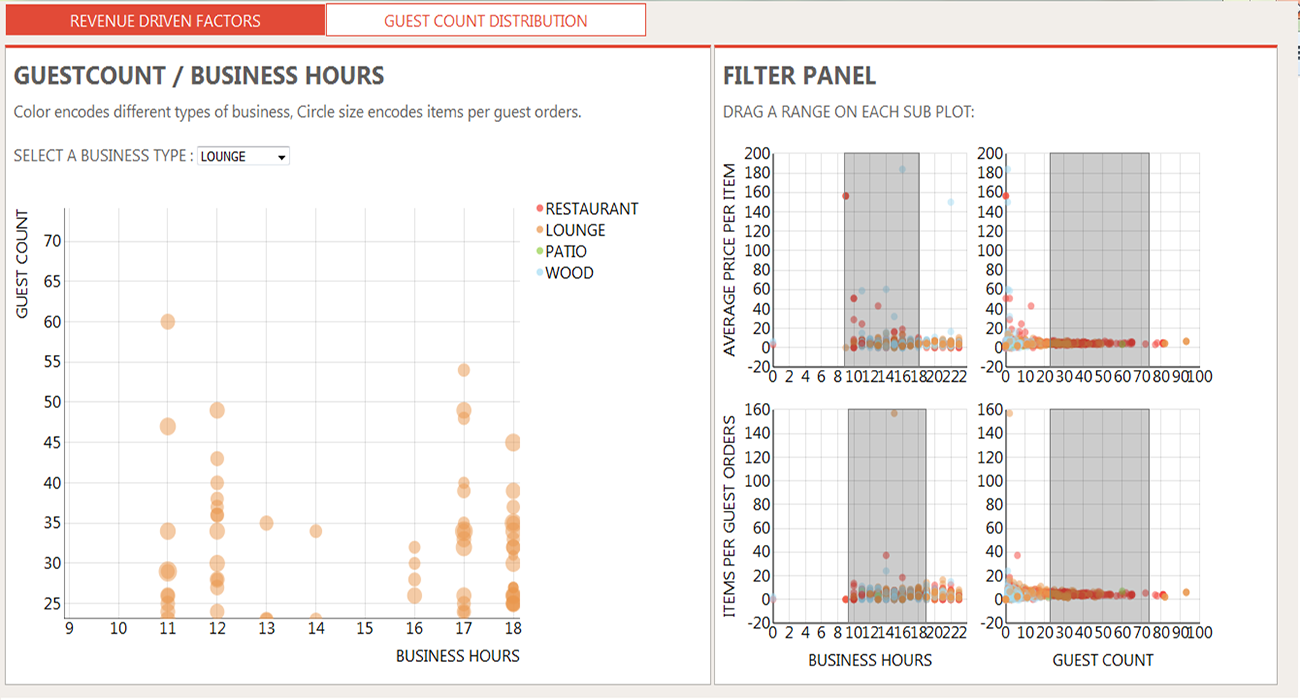 REVENUE DRIVEN FACTORS
GUEST COUNT DISTRIBUTION
GUESTCOUNT / BUSINESS HOURS
Color encodes different types of business, Circle size encodes items per guest orders.
SELECT A BUSINESS TYPE : LOUNGE
GUEST COUNT
70
65
60
55
50
45
40
35
30
25
9 10 11 12 13 14 15 16 17 18
BUSINESS HOURS
RESTAURANT
LOUNGE
PATIO
WOOD
FILTER PANEL
DRAG A RANGE ON EACH SUB PLOT:
AVERAGE PRICE PER ITEM
200
180
160
140
120
100
80
60
40
20
0
-20
0 2 4 6 8 10 12 14 16 18 20 22 22
200
180
160
140
120
100
80
60
40
20
0
-20
0 10 20 30 40 50 60 70 80 90 100
ITEMS PER GUEST ORDERS
160
140
120
100
80
60
40
20
0
-20
0 2 4 6 8 10 12 14 16 18 20 22 22
BUSINESS HOURS
160
140
120
100
80
60
40
20
0
-20
0 10 20 30 40 50 60 70 80 90 100
GUEST COUNT